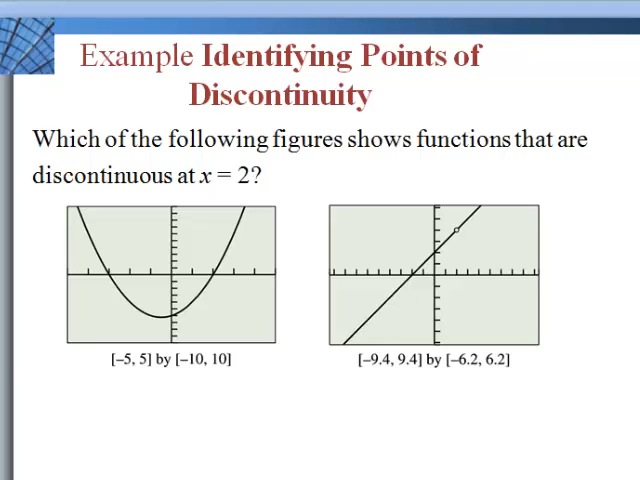 Example Identifying Points of
Discontinuity
Which of the following figures shows functions that are
discontinuous at x = 2?
[–5, 5] by [–10, 10]
[–9.4, 9.4] by [–6.2, 6.2]